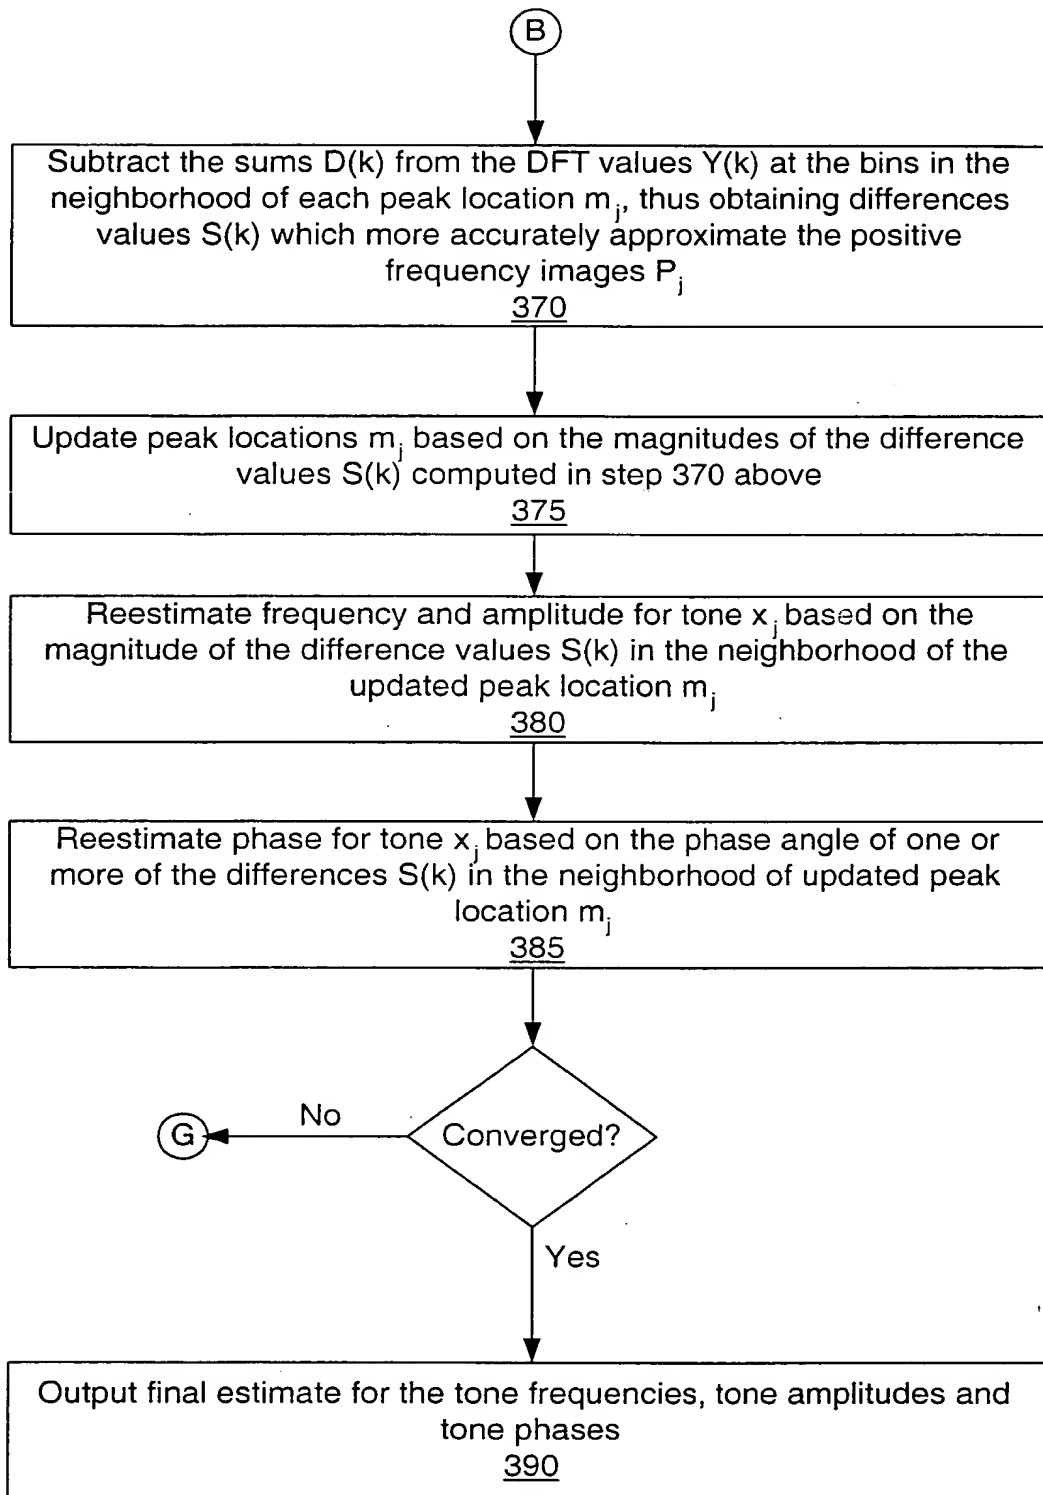 B
Subtract the sums D(k) from the DFT values Y(k) at the bins in the
neighborhood of each peak location mj, thus obtaining differences
values S(k) which more accurately approximate the positive
frequency images Pj
370
Update peak locations mj based on the magnitudes of the difference
values S(k) computed in step 370 above
375
Reestimate frequency and amplitude for tone xj based on the
magnitude of the difference values S(k) in the neighborhood of the
updated peak location mj
380
Reestimate phase for tone xj based on the phase angle of one or
more of the differences S(k) in the neighborhood of updated peak
location mj
385
Converged?
No
G
Yes
Output final estimate for the tone frequencies, tone amplitudes and
tone phases
390